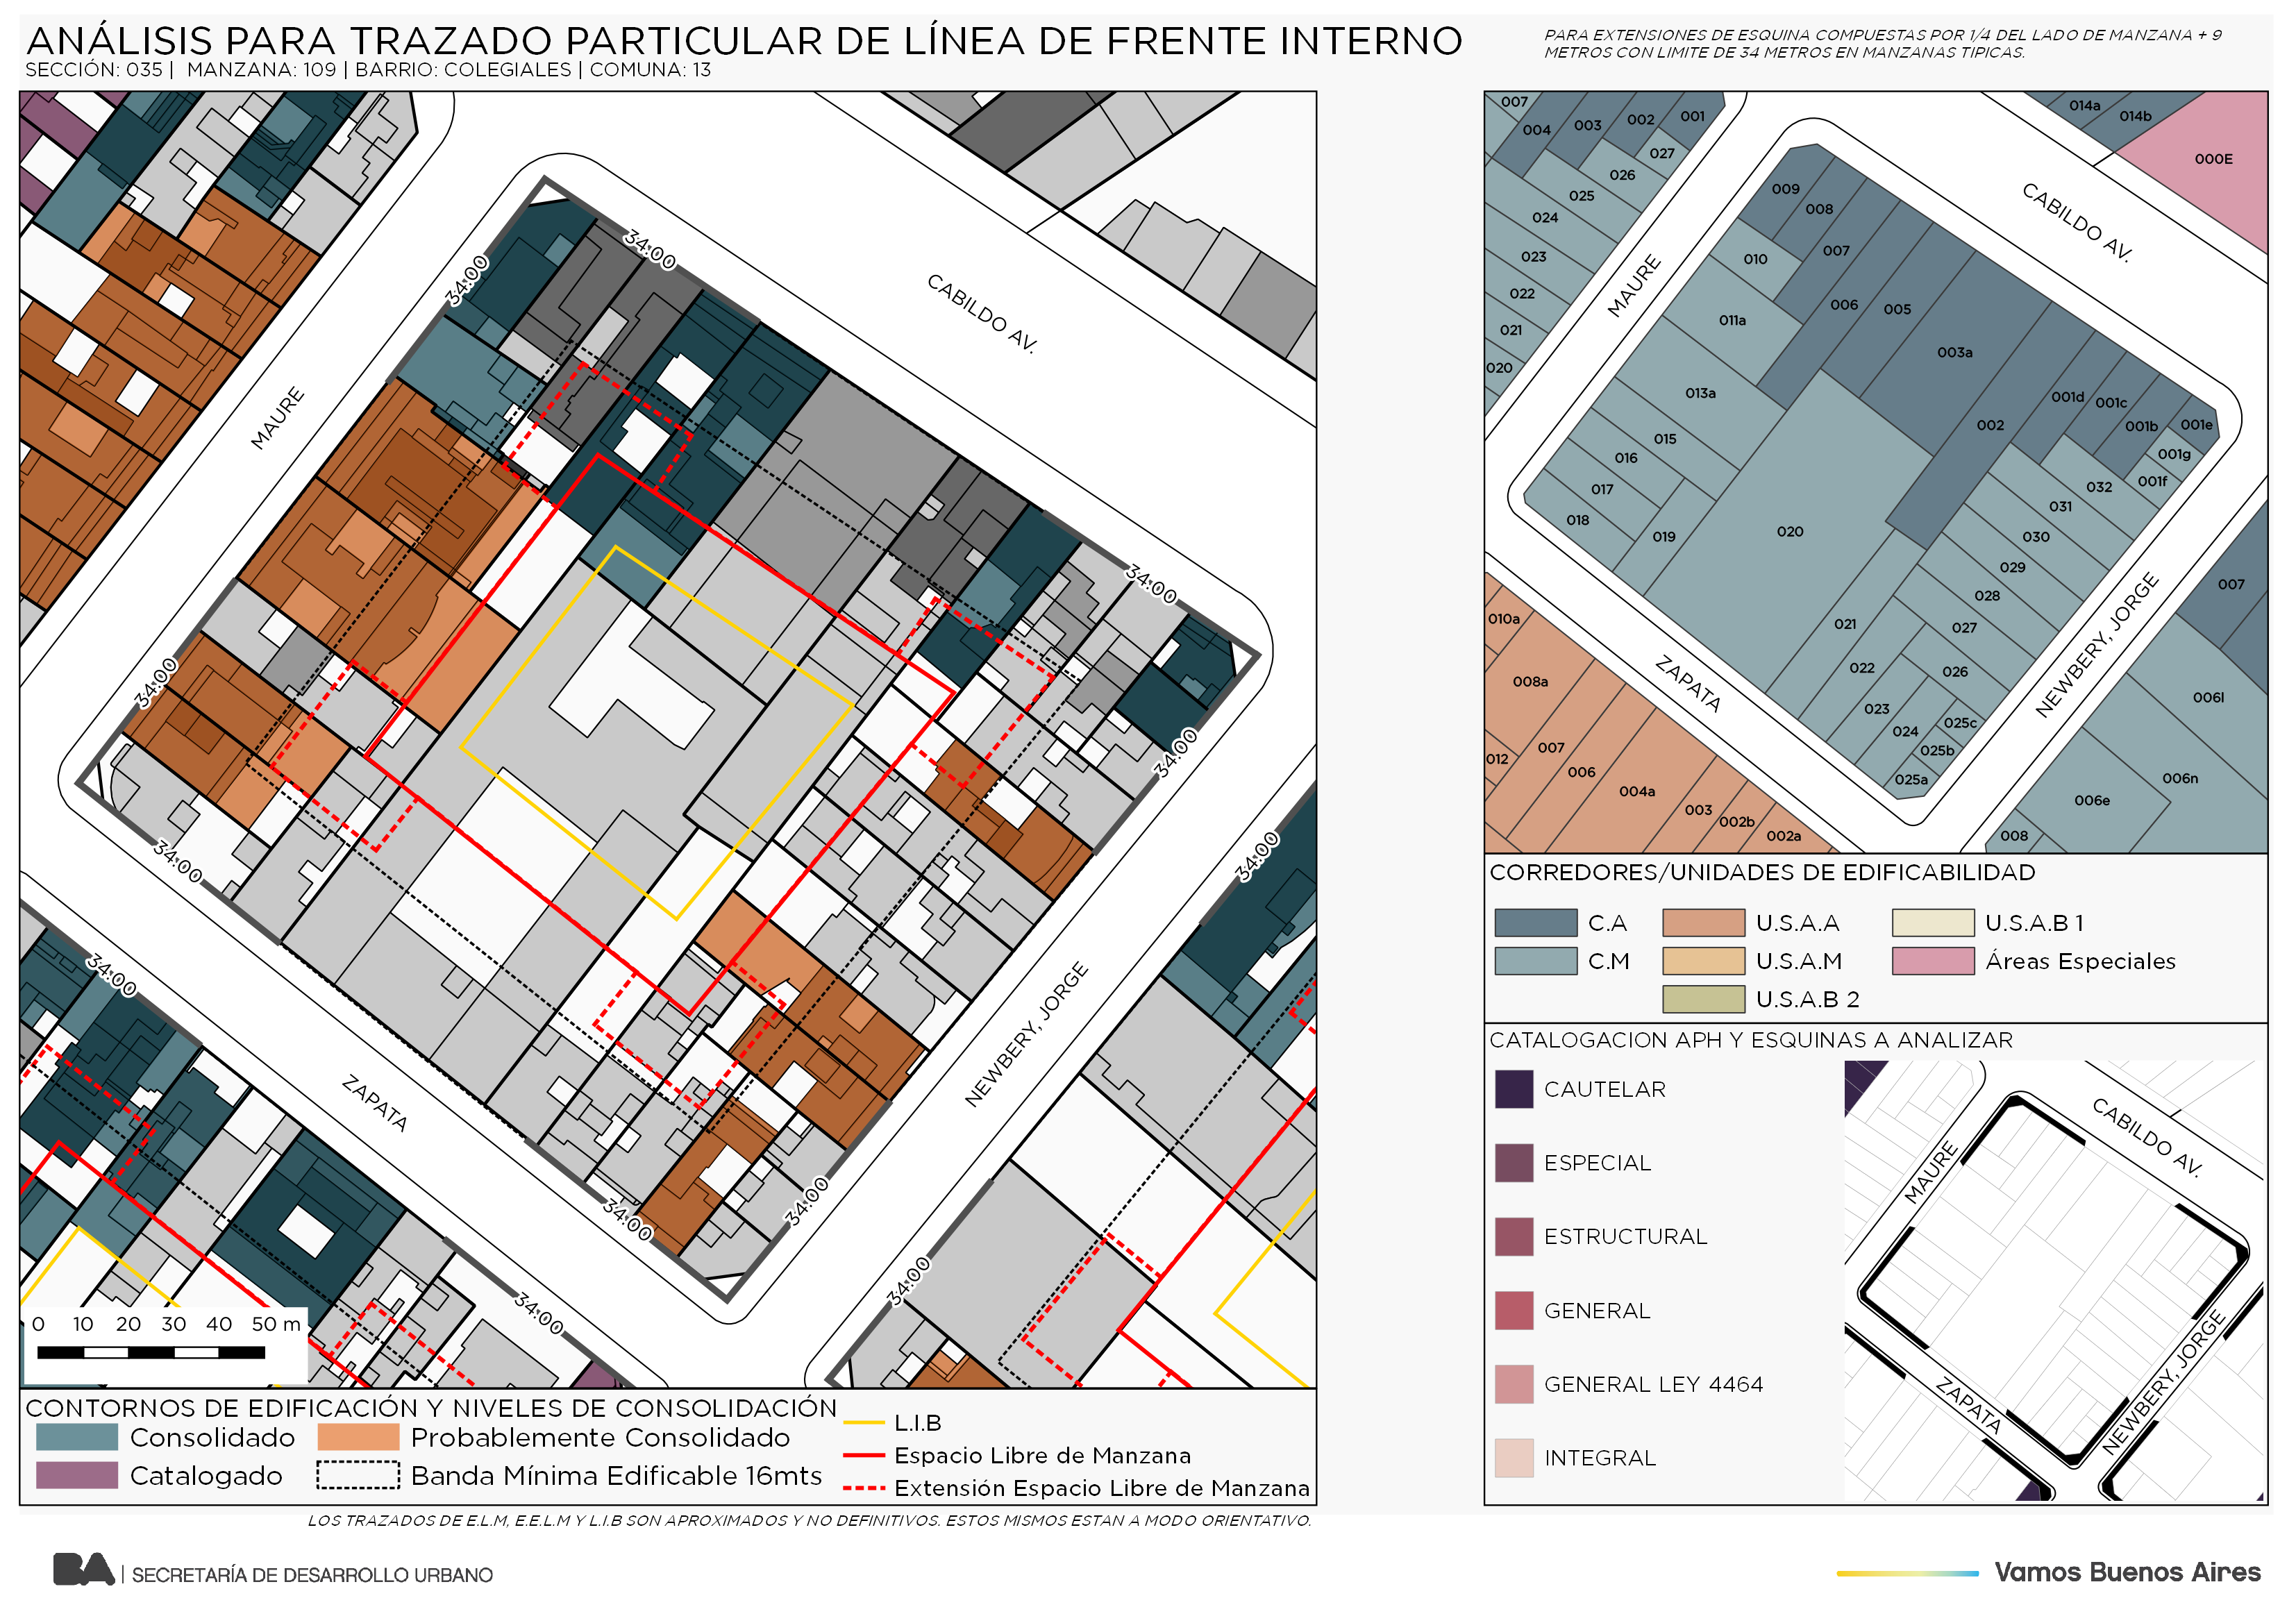 ANÁLISIS PARA TRAZADO PARTICULAR DE LÍNEA DE FRENTE INTERNO
SECCIÓN: 035 | MANZANA: 109 | BARRIO: COLEGIALES | COMUNA: 13
PARA EXTENSIONES DE ESQUINA COMPUESTAS POR 1/4 DEL LADO DE MANZANA + 9
METROS CON LIMITE DE 34 METROS EN MANZANAS TIPICAS.
34:00
34:00
CABILDO AV.
MAURE
34:00
34:00
34:00
34:00
34:00
34:00
ZAPATA
NEWBERY, JORGE
34:00
34:00
34:00
34:00
0 10 20 30 40 50 m
CONTORNOS DE EDIFICACIÓN Y NIVELES DE CONSOLIDACIÓN
Consolidado
Probablemente Consolidado
Catalogado
Banda Mínima Edificable 16mts
L.I.B
Espacio Libre de Manzana
Extensión Espacio Libre de Manzana
LOS TRAZADOS DE E.L.M, E.E.L.M Y L.I.B SON APROXIMADOS Y NO DEFINITIVOS. ESTOS MISMOS ESTAN A MODO ORIENTATIVO.
007
004
003
002
001
027
026
025
024
023
022
021
020
014a
014b
000E
CABILDO AV.
MAURE
009
008
007
010
006
005
011a
003a
013a
001d
001c
001b
001e
002
001g
001f
015
016
017
018
019
020
032
031
030
029
028
027
026
021
022
023
024
025c
025b
025a
ZAPATA
NEWBERY, JORGE
007
006l
006n
006e
008
010a
008a
012
007
006
004a
003
002b
002a
CORREDORES/UNIDADES DE EDIFICABILIDAD
C.A
U.S.A.A
U.S.A.B 1
C.M
U.S.A.M
Áreas Especiales
U.S.A.B 2
CATALOGACION APH Y ESQUINAS A ANALIZAR
CAUTELAR
ESPECIAL
ESTRUCTURAL
GENERAL
GENERAL LEY 4464
INTEGRAL
CABILDO AV.
MAURE
ZAPATA
NEWBERY, JORGE
BA | SECRETARÍA DE DESARROLLO URBANO
Vamos Buenos Aires